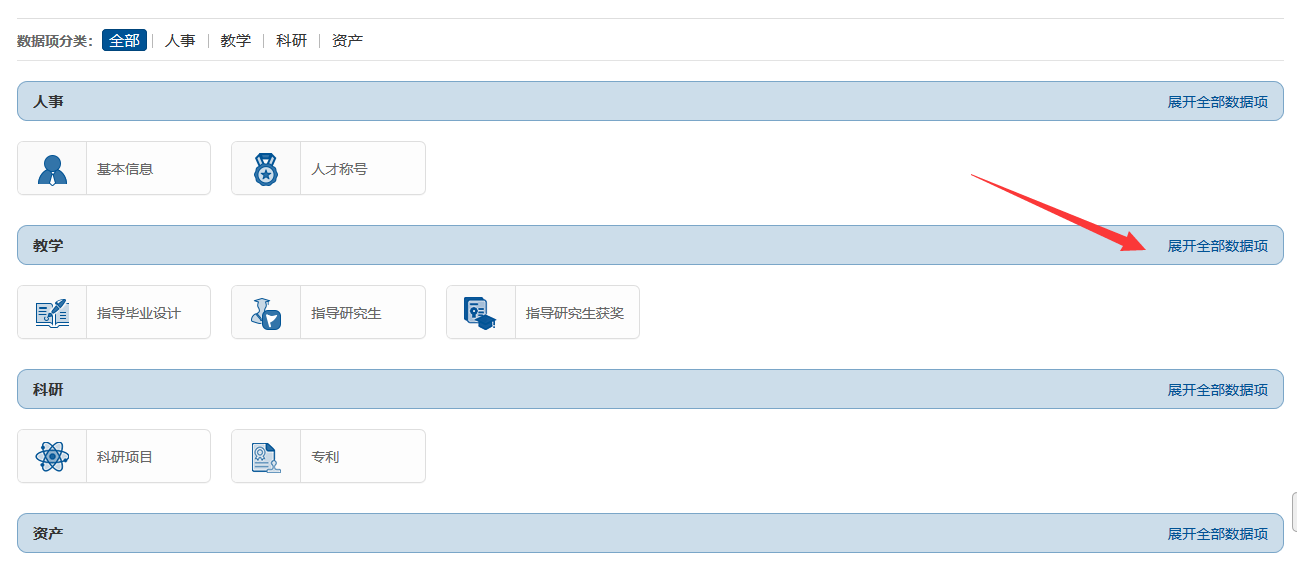 数据项分类： 全部 人事 教学 科研 资产
人事 展开全部数据项
基本信息 人才称号
教学 展开全部数据项
指导毕业设计 指导研究生 指导研究生获奖
科研 展开全部数据项
科研项目 专利
资产 展开全部数据项